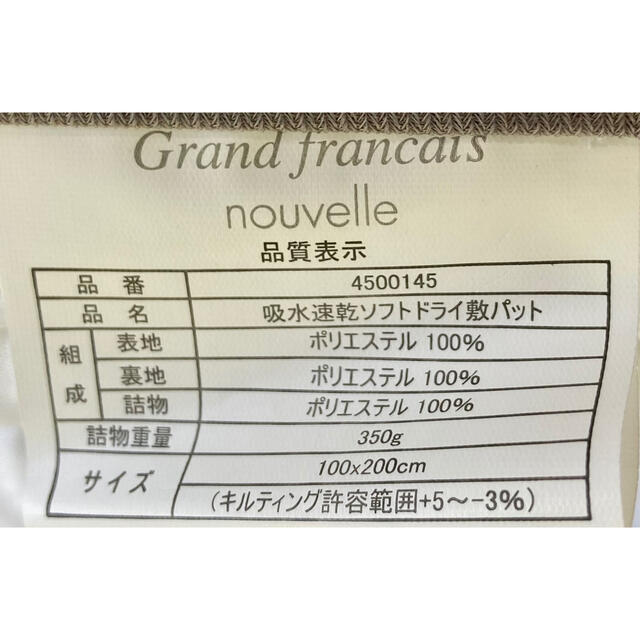 Grand francais
nouvelle
品質表示
品番 4500145
品名 吸水速乾ソフトドライ敷パット
組成 表地 ポリエステル 100%
裏地 ポリエステル 100%
詰物 ポリエステル 100%
詰物重量 350g
サイズ 100x200cm
(キルティング許容範囲+5～-3%)